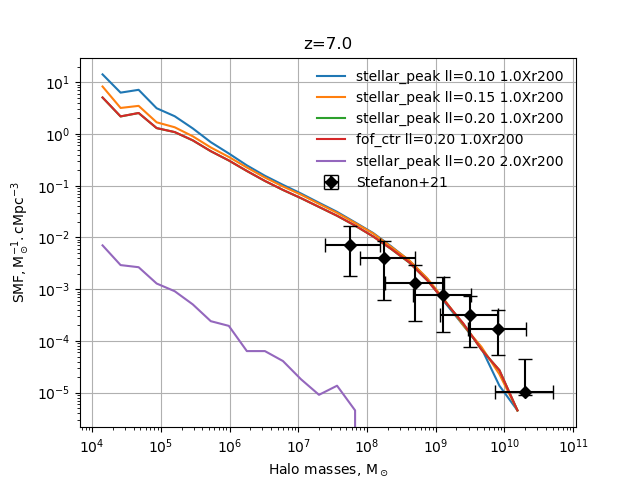 z=7.0
stellar_peak ll=0.10 1.0Xr200
stellar_peak ll=0.15 1.0Xr200
stellar_peak ll=0.20 1.0Xr200
fof_ctr ll=0.20 1.0Xr200
stellar_peak ll=0.20 2.0Xr200
Stefanon+21
SMF, M⊙⁻¹. cMpc⁻³
10¹
10⁰
10⁻¹
10⁻²
10⁻³
10⁻⁴
10⁻⁵
10⁴ 10⁵ 10⁶ 10⁷ 10⁸ 10⁹ 10¹⁰ 10¹¹
Halo masses, M⊙